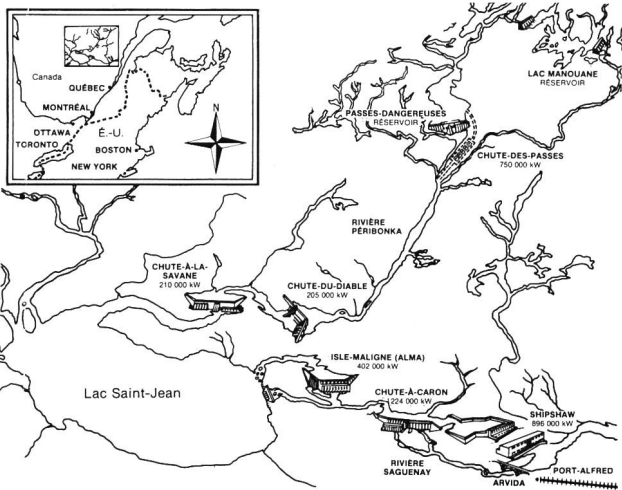 Canada
QUÉBEC
MONTRÉAL
OTTAWA
TORONTO
É.-U.
BOSTON
NEW YORK
N
LAC MANOUANE
RÉSERVOIR
PASSES-DANGEREUSES
RÉSERVOIR
CHUTE-DES-PASSES
750 000 kW
RIVIÈRE
PÉRIBONKA
CHUTE-À-LA-
SAVANE
210 000 kW
CHUTE-DU-DIABLE
205 000 kW
ISLE-MALIGNE (ALMA)
402 000 kW
Lac Saint-Jean
CHUTE-À-CARON
224 000 kW
SHIPSHAW
896 000 kW
RIVIÈRE
SAGUENAY
ARVIDA
PORT-ALFRED